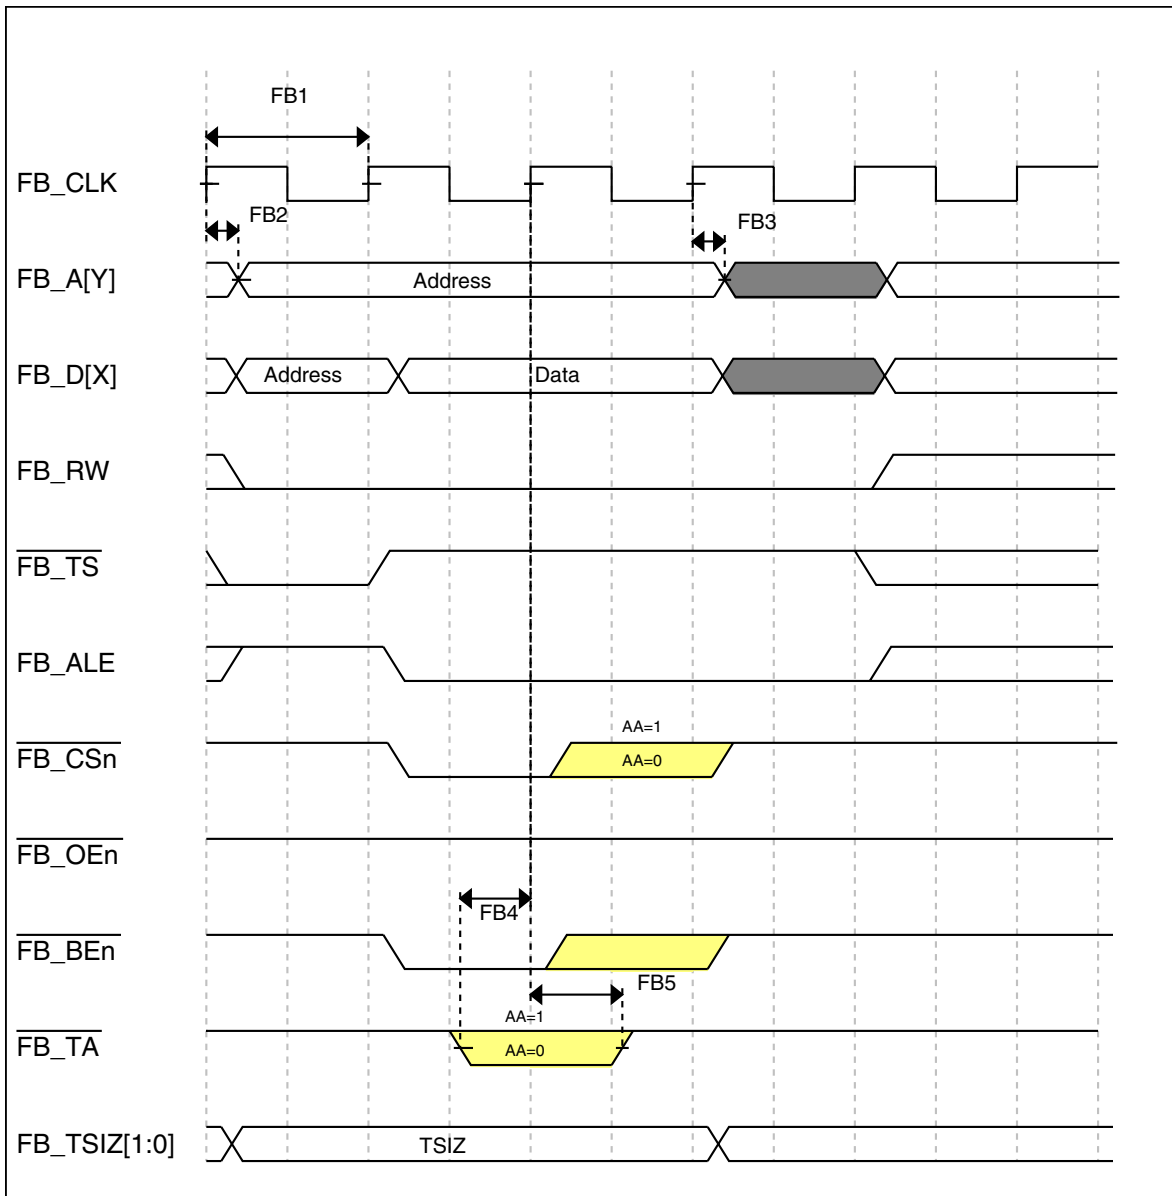 FB1
FB_CLK
FB2
FB3
FB_A[Y]
Address
FB_D[X]
Address
Data
FB_RW
FB_TS
FB_ALE
AA=1
FB_CSn
AA=0
FB_OEn
FB4
FB_BEn
FB5
AA=1
FB_TA
AA=0
FB_TSIZ[1:0]
TSIZ